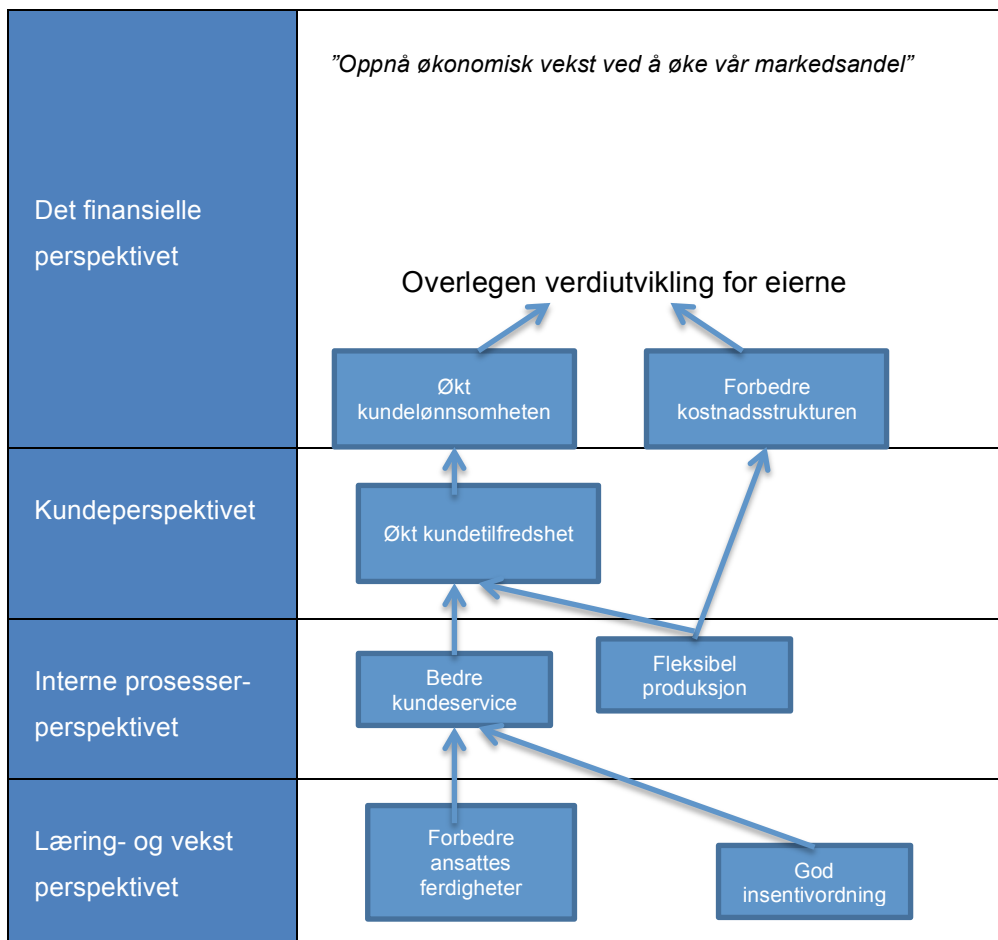 ”Oppnå økonomisk vekst ved å øke vår markedsandel”
Det finansielle
perspektivet
Overlegen verdiutvikling for eierne
Økt
kundelønnsomheten
Forbedre
kostnadsstrukturen
Kundeperspektivet
Økt kundetilfredshet
Interne prosesser-
perspektivet
Bedre
kundeservice
Fleksibel
produksjon
Læring- og vekst
perspektivet
Forbedre
ansattes
ferdigheter
God
insentivordning